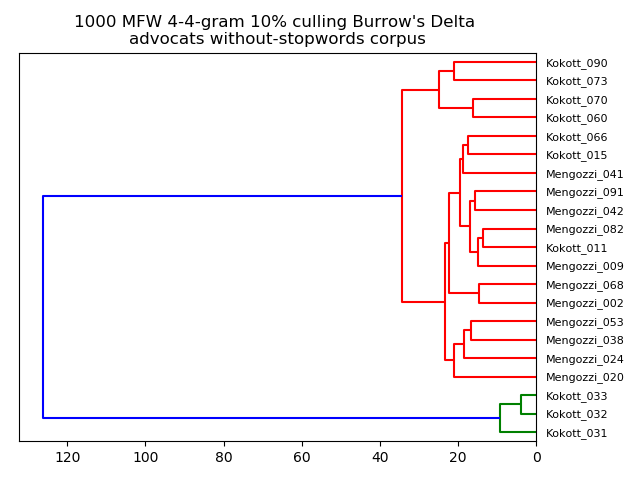 1000 MFW 4-4-gram 10% culling Burrow's Delta
advocats without-stopwords corpus
Kokott_090
Kokott_073
Kokott_070
Kokott_060
Kokott_066
Kokott_015
Mengozzi_041
Mengozzi_091
Mengozzi_042
Mengozzi_082
Kokott_011
Mengozzi_009
Mengozzi_068
Mengozzi_002
Mengozzi_053
Mengozzi_038
Mengozzi_024
Mengozzi_020
Kokott_033
Kokott_032
Kokott_031
120 100 80 60 40 20 0